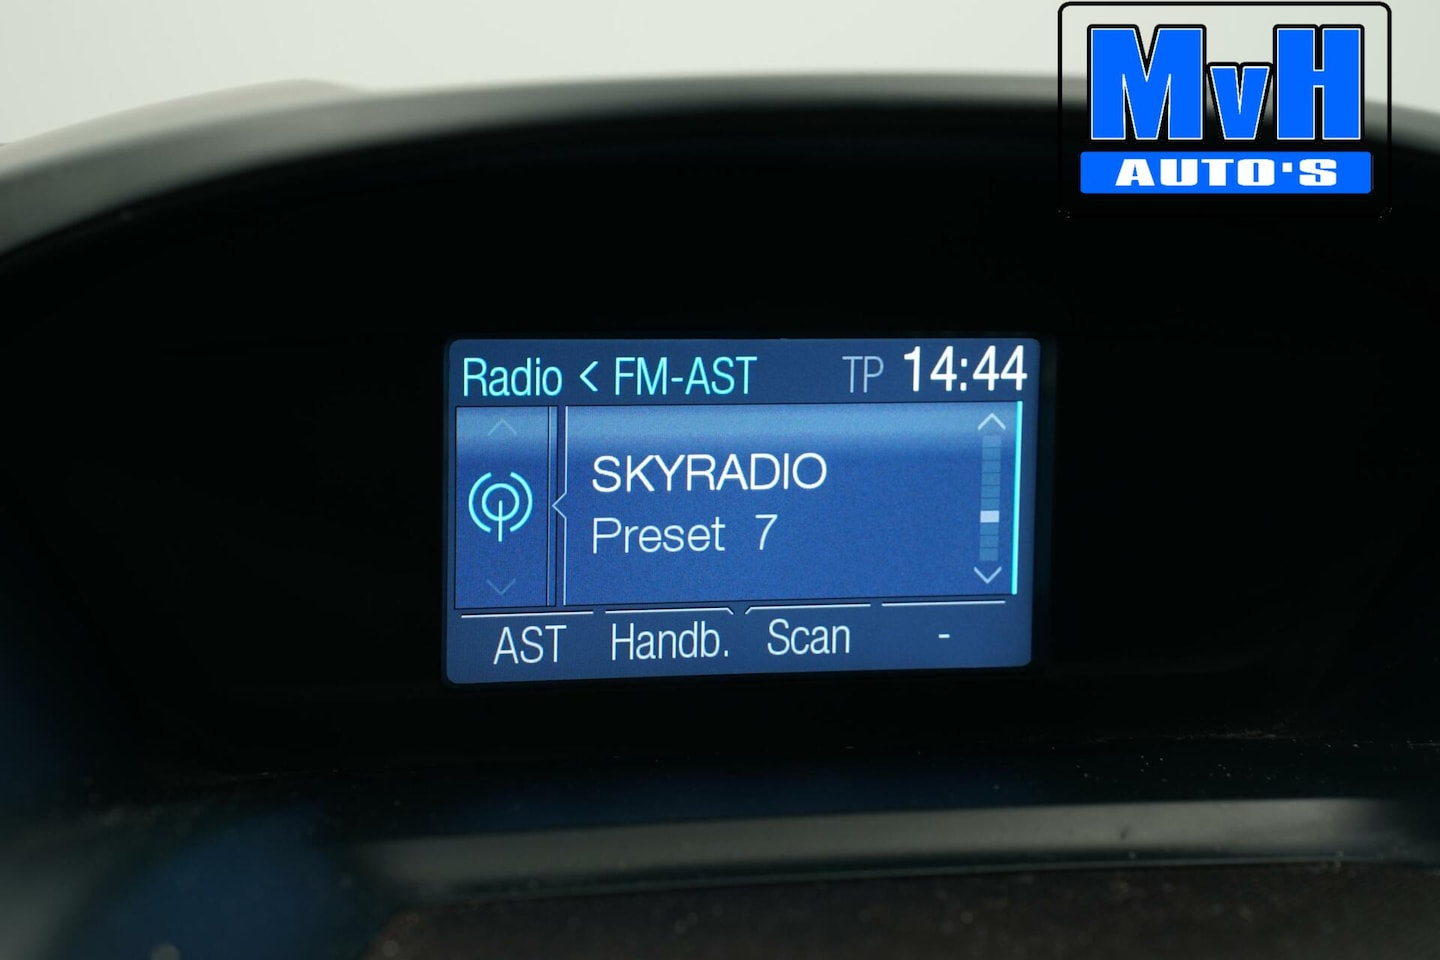 MvH
AUTO'S
Radio < FM-AST TP 14:44
SKYRADIO
Preset 7
AST Handb. Scan -